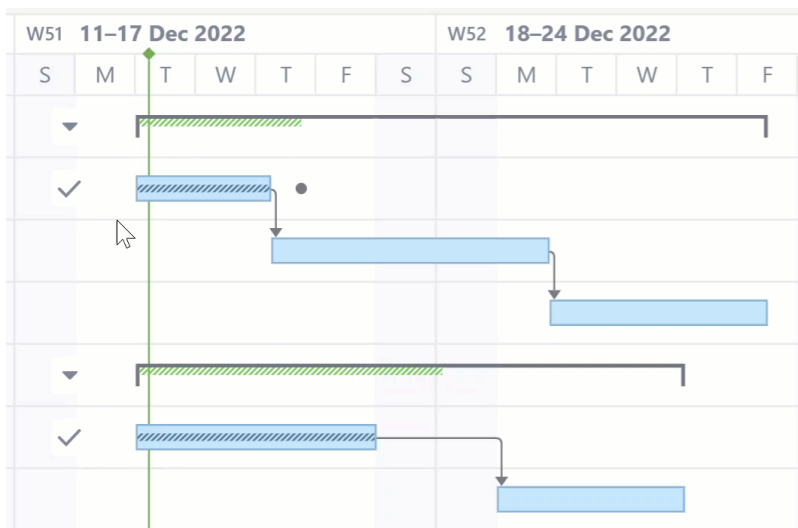 W51 11–17 Dec 2022 W52 18–24 Dec 2022
S M T W T F S S M T W T F